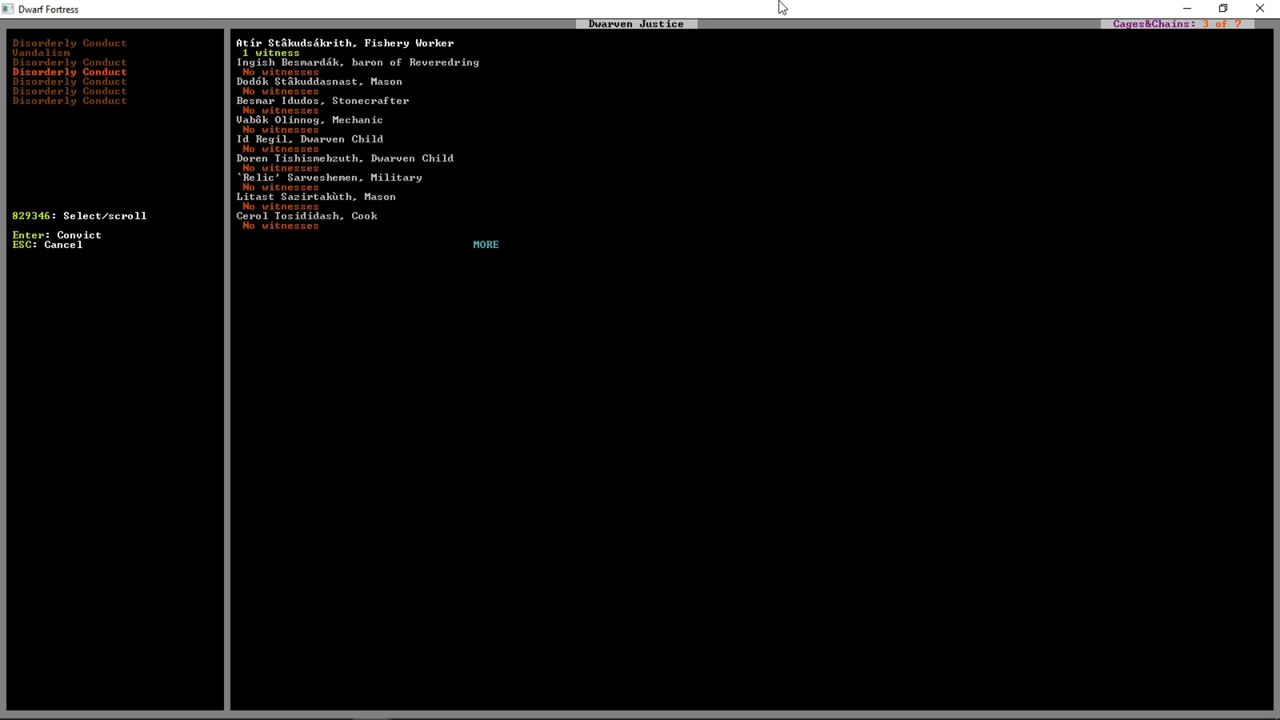 Dwarf Fortress
Dwarven Justice
Cages&Chains: 3 of 7
Disorderly Conduct
Vandalism
Disorderly Conduct
Disorderly Conduct
Disorderly Conduct
Disorderly Conduct
Disorderly Conduct
829346: Select/scroll
Enter: Convict
ESC: Cancel
Atír Stâkudsákrith, Fishery Worker
1 witness
Ingish Besmardák, baron of Reveredring
No witnesses
Dodók Stâkuddasnast, Mason
No witnesses
Besmar Idudos, Stonecrafter
No witnesses
Vabôk Olinnog, Mechanic
No witnesses
Id Regil, Dwarven Child
No witnesses
Doren Tishismebzuth, Dwarven Child
No witnesses
`Relic' Sarveshemen, Military
No witnesses
Litast Sazirtakùth, Mason
No witnesses
Cerol Tosididash, Cook
No witnesses
MORE